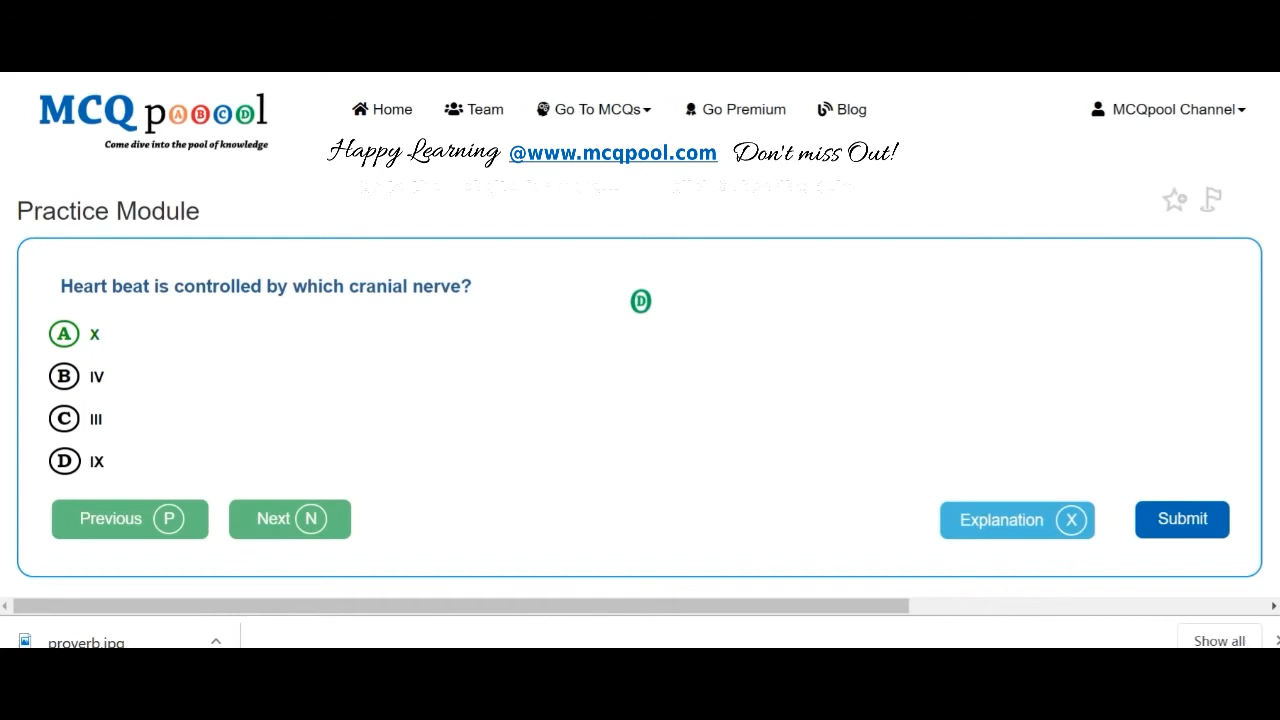 MCQ pABCDl
Come dive into the pool of knowledge
Home Team Go To MCQs Go Premium Blog MCQpool Channel
Happy Learning @www.mcqpool.com Don't miss Out!
Practice Module
Heart beat is controlled by which cranial nerve?
D
A X
B IV
C III
D IX
Previous P Next N Explanation X Submit
proverb.jpg Show all